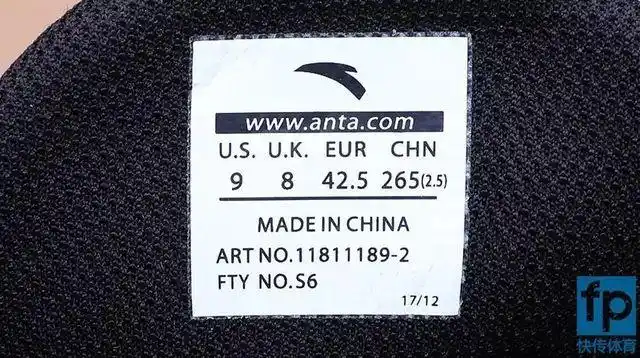 www.anta.com
U.S. U.K. EUR CHN
9 8 42.5 265(2.5)
MADE IN CHINA
ART NO.11811189-2
FTY NO.S6
17/12
fp
快传体育